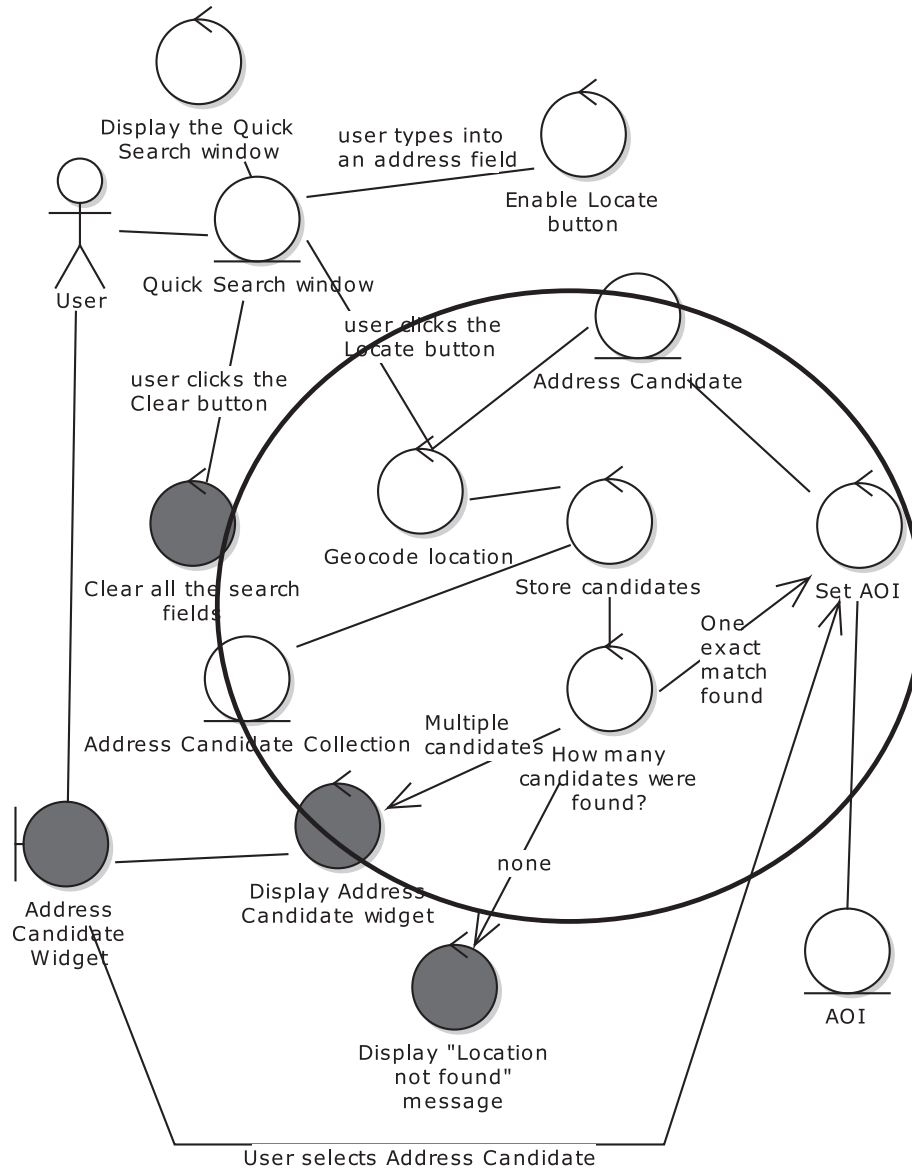 Display the Quick
Search window
user types into
an address field
Enable Locate
button
User
Quick Search window
user clicks the
Locate button
Address Candidate
user clicks the
Clear button
Geocode location
Clear all the search
fields
Store candidates
Set AOI
One
exact
match
found
Address Candidate Collection
Multiple
candidates
How many
candidates were
found?
none
Display Address
Candidate widget
Address
Candidate
Widget
AOI
Display "Location
not found"
message
User selects Address Candidate